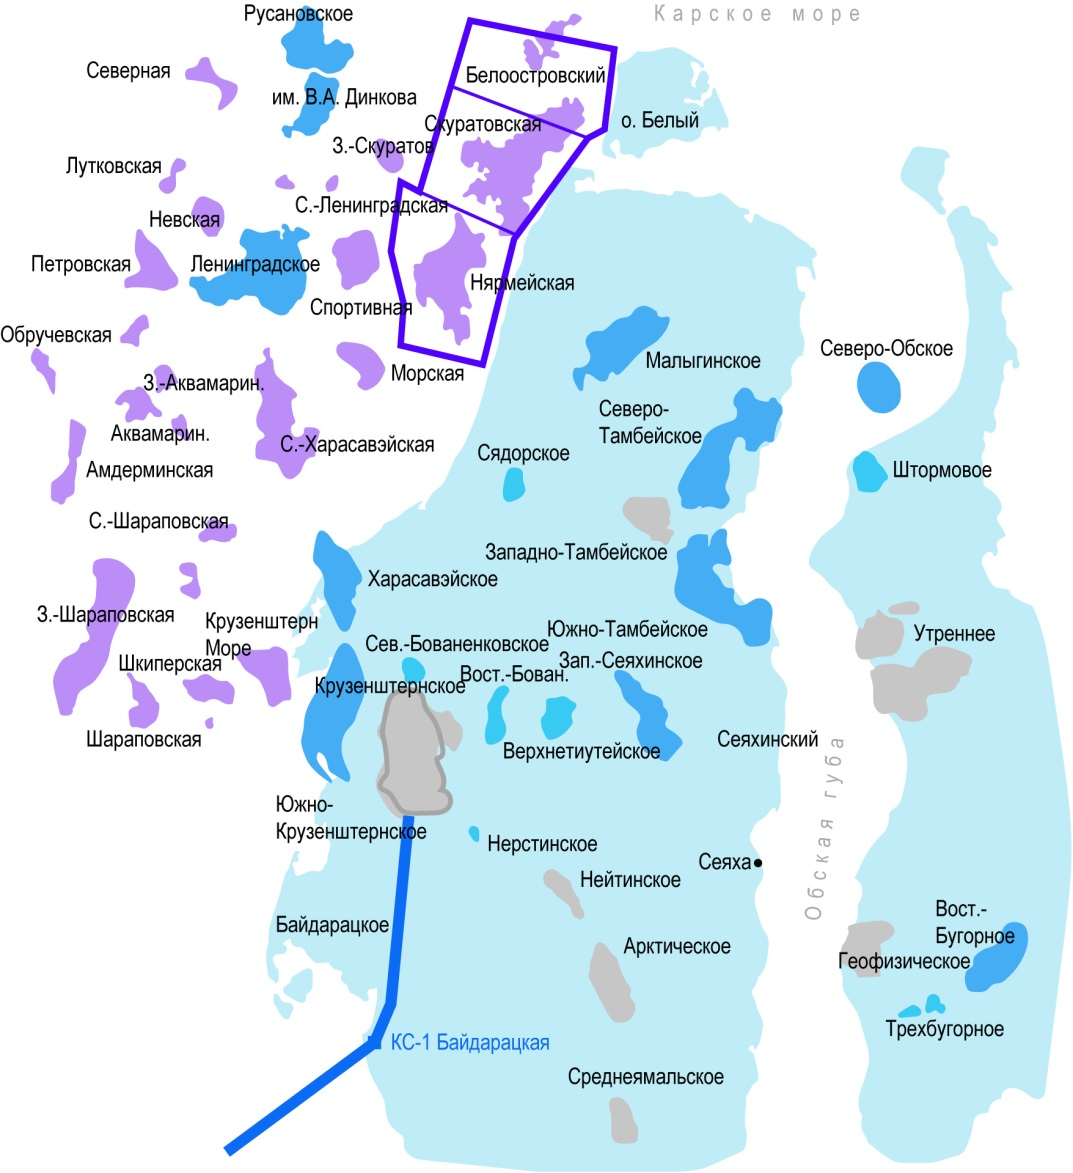 Карское море
Русановское
Северная
Белоостровский
им. В.А. Динкова
Скуратовская
о. Белый
З.-Скуратов
Лутковская
С.-Ленинградская
Невская
Петровская
Ленинградское
Нярмейская
Спортивная
Обручевская
Северо-Обское
Малыгинское
Морская
З.-Аквамарин.
Северо-
Тамбейское
Аквамарин.
С.-Харасавэйская
Сядорское
Амдерминская
Штормовое
С.-Шараповская
Западно-Тамбейское
Харасавэйское
З.-Шараповская
Крузенштерн
Море
Южно-Тамбейское
Утреннее
Сев.-Бованенковское
Шкиперская
Зап.-Сеяхинское
Вост.-Бован.
Крузенштернское
Шараповская
Верхнетиутейское
Сеяхинский
Обская губа
Южно-
Крузенштернское
Нерстинское
Сеяха
Нейтинское
Вост.-
Бугорное
Байдарацкое
Арктическое
Геофизическое
Трехбугорное
КС-1 Байдарацкая
Среднеямальское